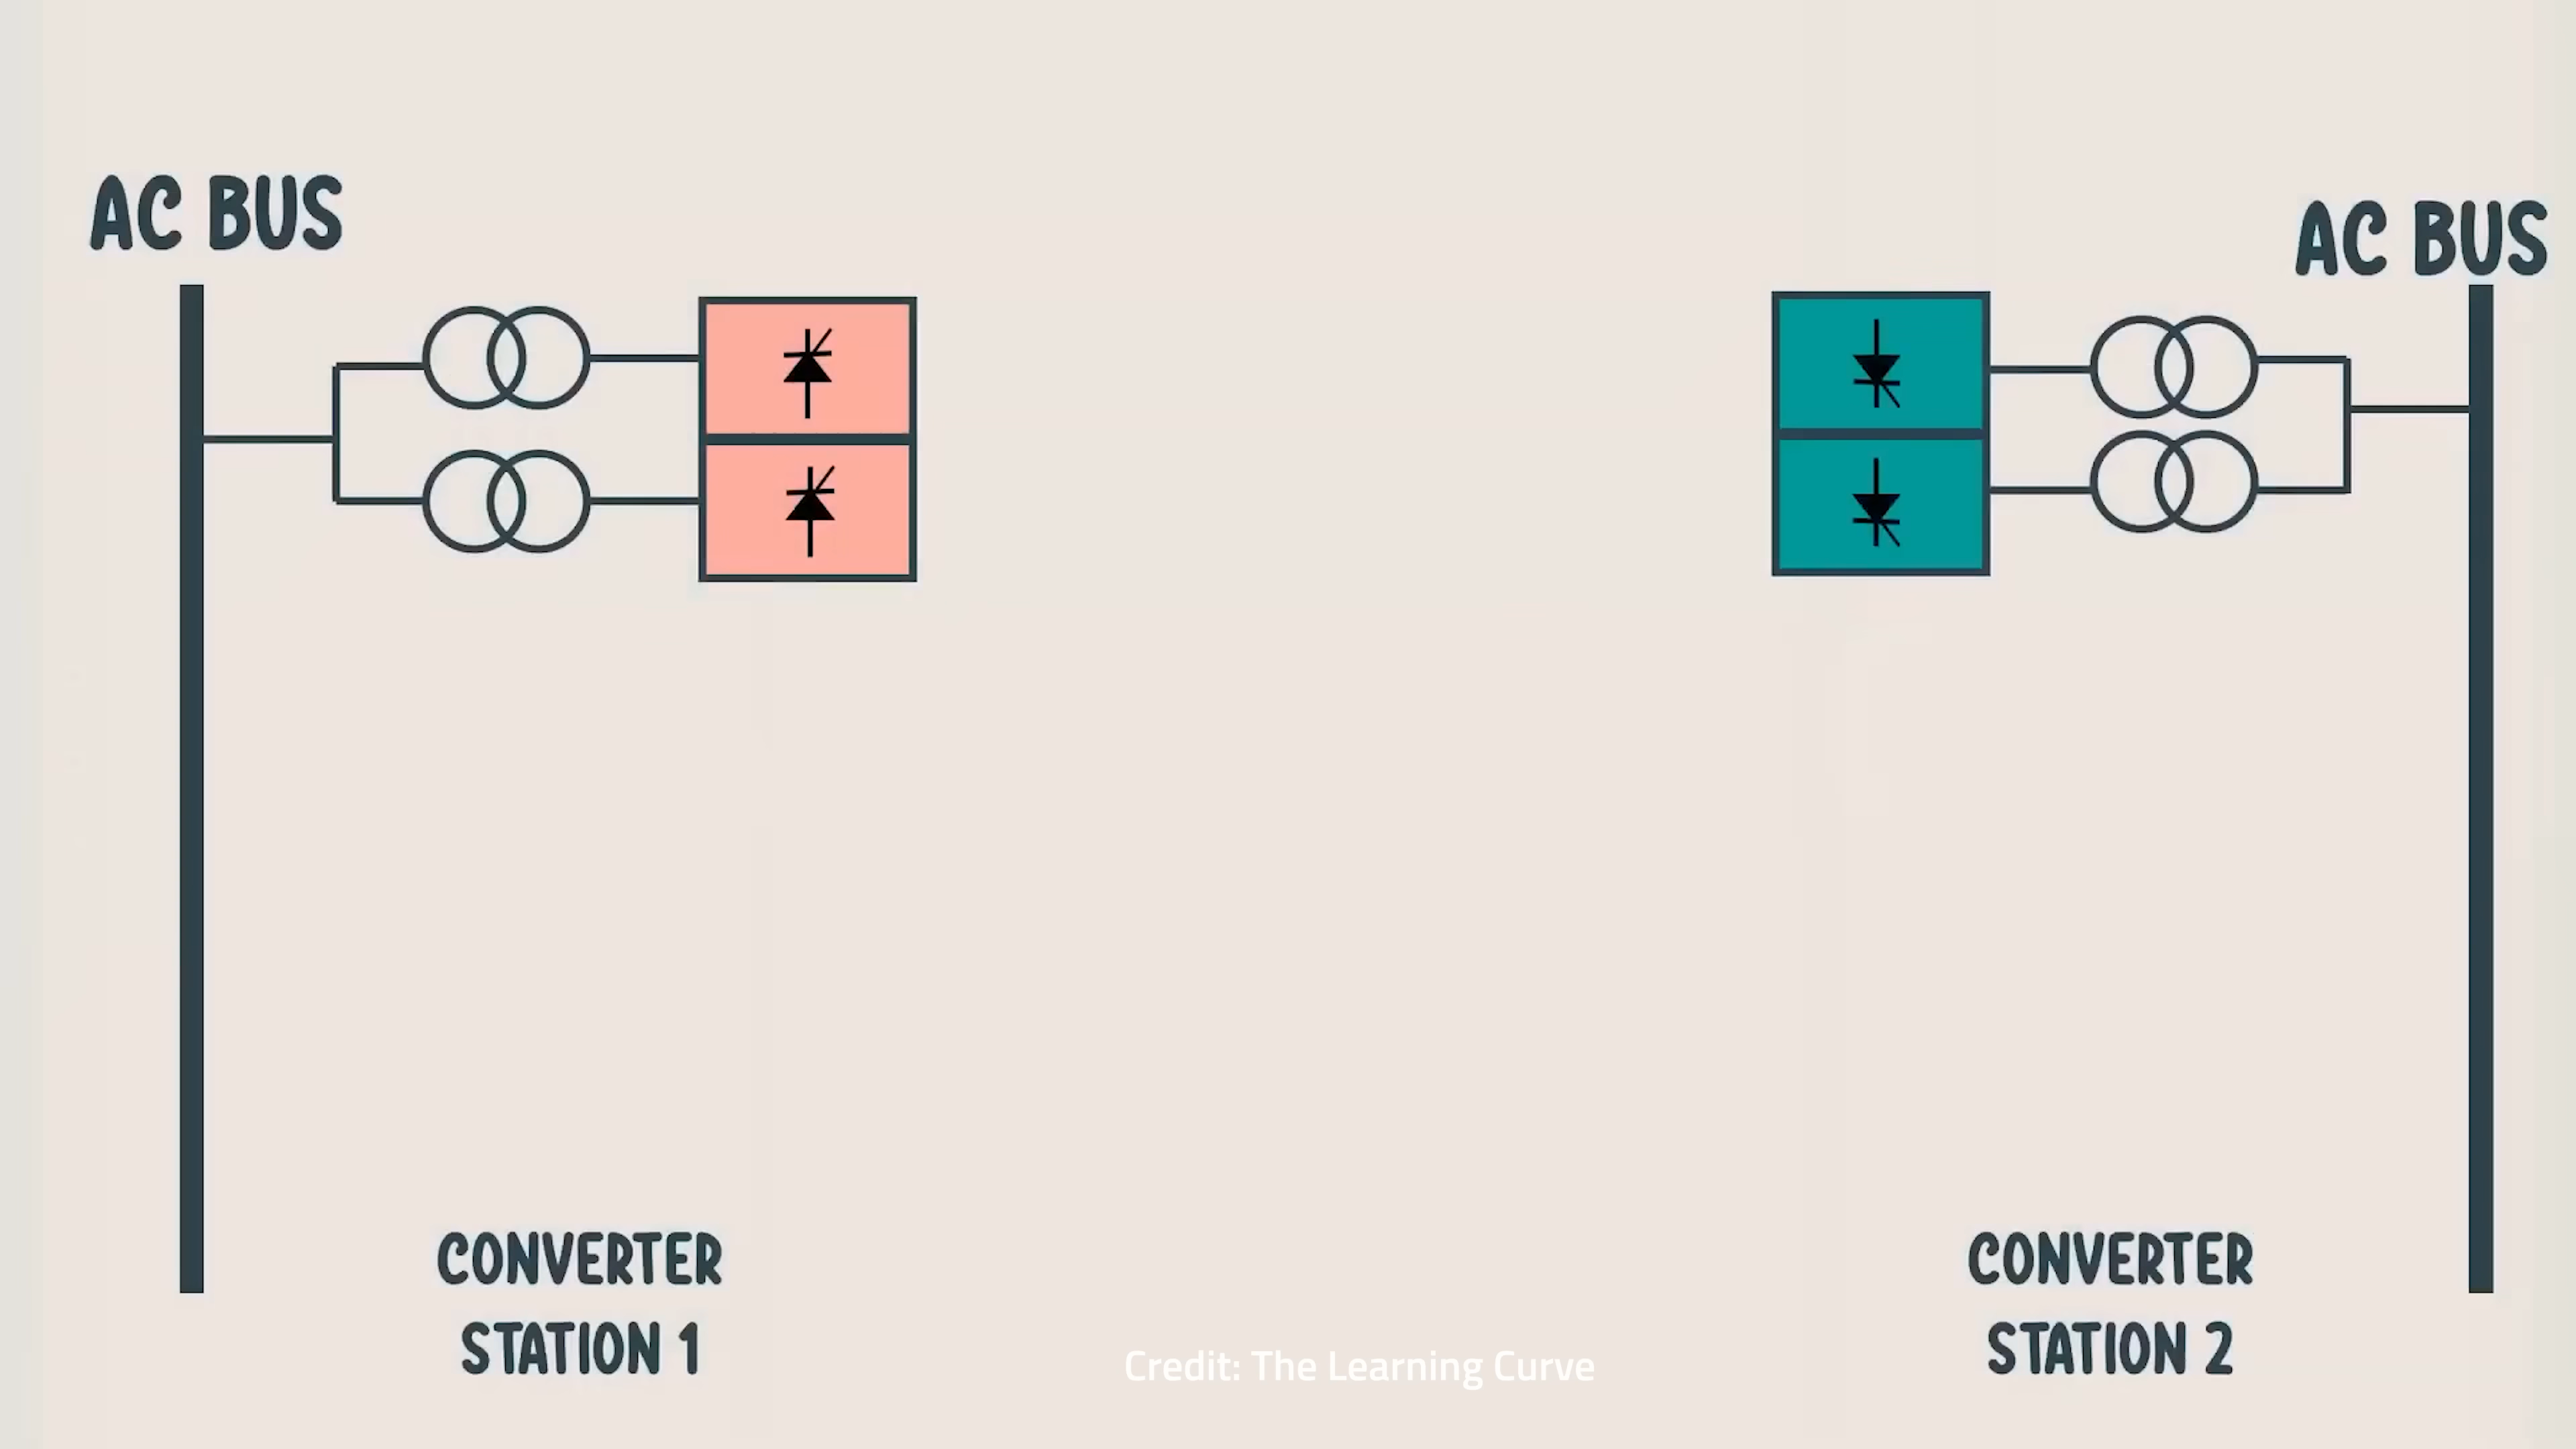 AC BUS
AC BUS
CONVERTER
STATION 1
CONVERTER
STATION 2
Credit: The Learning Curve